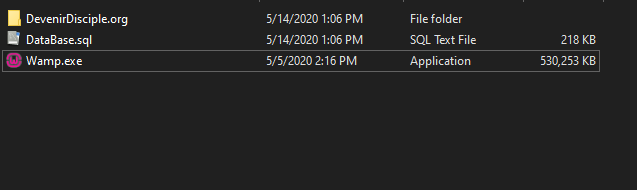 DevenirDisciple.org 5/14/2020 1:06 PM File folder
DataBase.sql 5/14/2020 1:06 PM SQL Text File 218 KB
Wamp.exe 5/5/2020 2:16 PM Application 530,253 KB